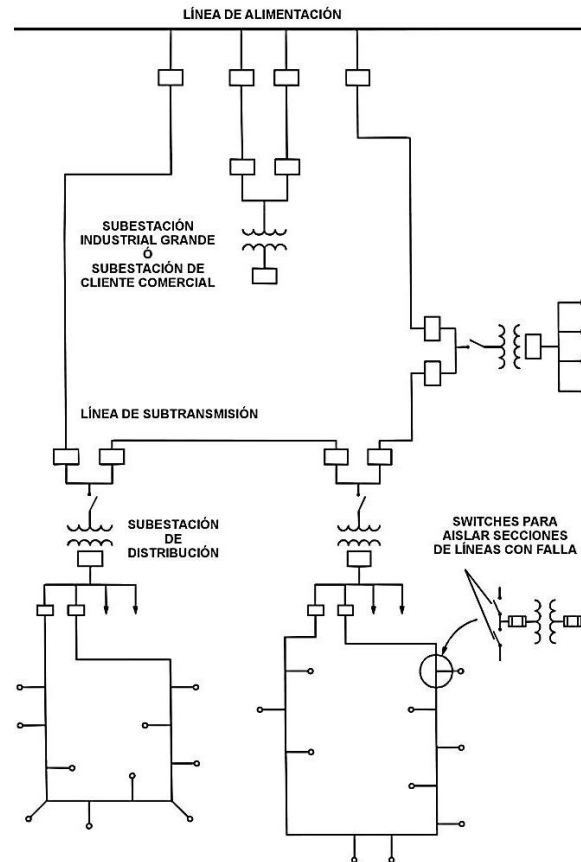 LÍNEA DE ALIMENTACIÓN
SUBESTACIÓN
INDUSTRIAL GRANDE
Ó
SUBESTACIÓN DE
CLIENTE COMERCIAL
LÍNEA DE SUBTRANSMISIÓN
SUBESTACIÓN
DE
DISTRIBUCIÓN
SWITCHES PARA
AISLAR SECCIONES
DE LÍNEAS CON FALLA